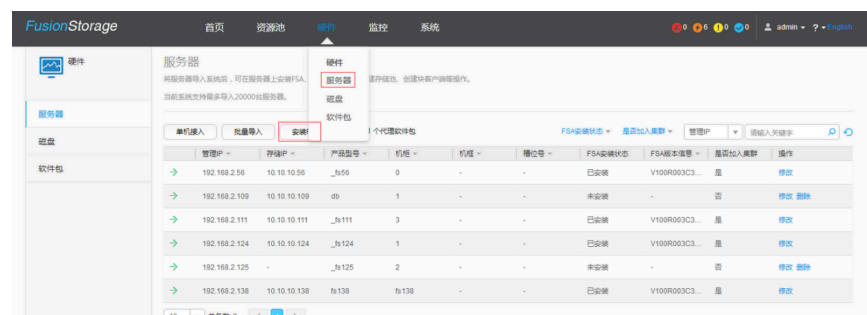 FusionStorage 首页 资源池 硬件 监控 系统 0 6 0 0 admin ? English
硬件 服务器 硬件
将服务器导入系统后，可在服务器上安装FSA、 服务器 建存储池、创建块客户端等操作。
当前系统支持最多导入20000台服务器。 磁盘
服务器 软件包
磁盘 单机接入 批量导入 安装 个代理软件包 FSA安装状态 是否加入集群 管理IP 请输入关键字
管理IP 存储IP 产品型号 机柜 机框 槽位号 FSA安装状态 FSA版本信息 是否加入集群 操作
软件包 192.168.2.56 10.10.10.56 _fs56 0 - - 已安装 V100R003C3... 是 修改
192.168.2.109 10.10.10.109 db 1 - - 未安装 - 否 修改 删除
192.168.2.111 10.10.10.111 _fs111 3 - - 已安装 V100R003C3... 是 修改
192.168.2.124 10.10.10.124 _fs124 1 - - 已安装 V100R003C3... 是 修改
192.168.2.125 - _fs125 2 - - 未安装 - 否 修改 删除
192.168.2.138 10.10.10.138 fs138 fs138 - - 已安装 V100R003C3... 是 修改